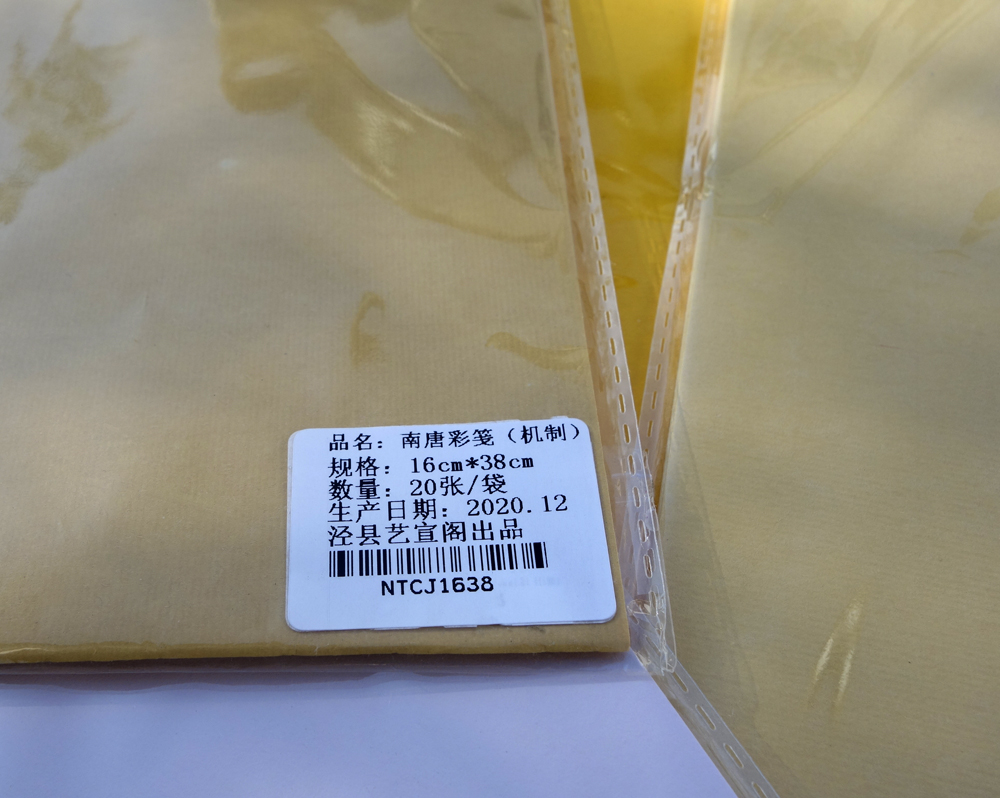 品名：南唐彩笺（机制）
规格：16cm*38cm
数量：20张/袋
生产日期：2020.12
泾县艺宣阁出品
NTCJ1638